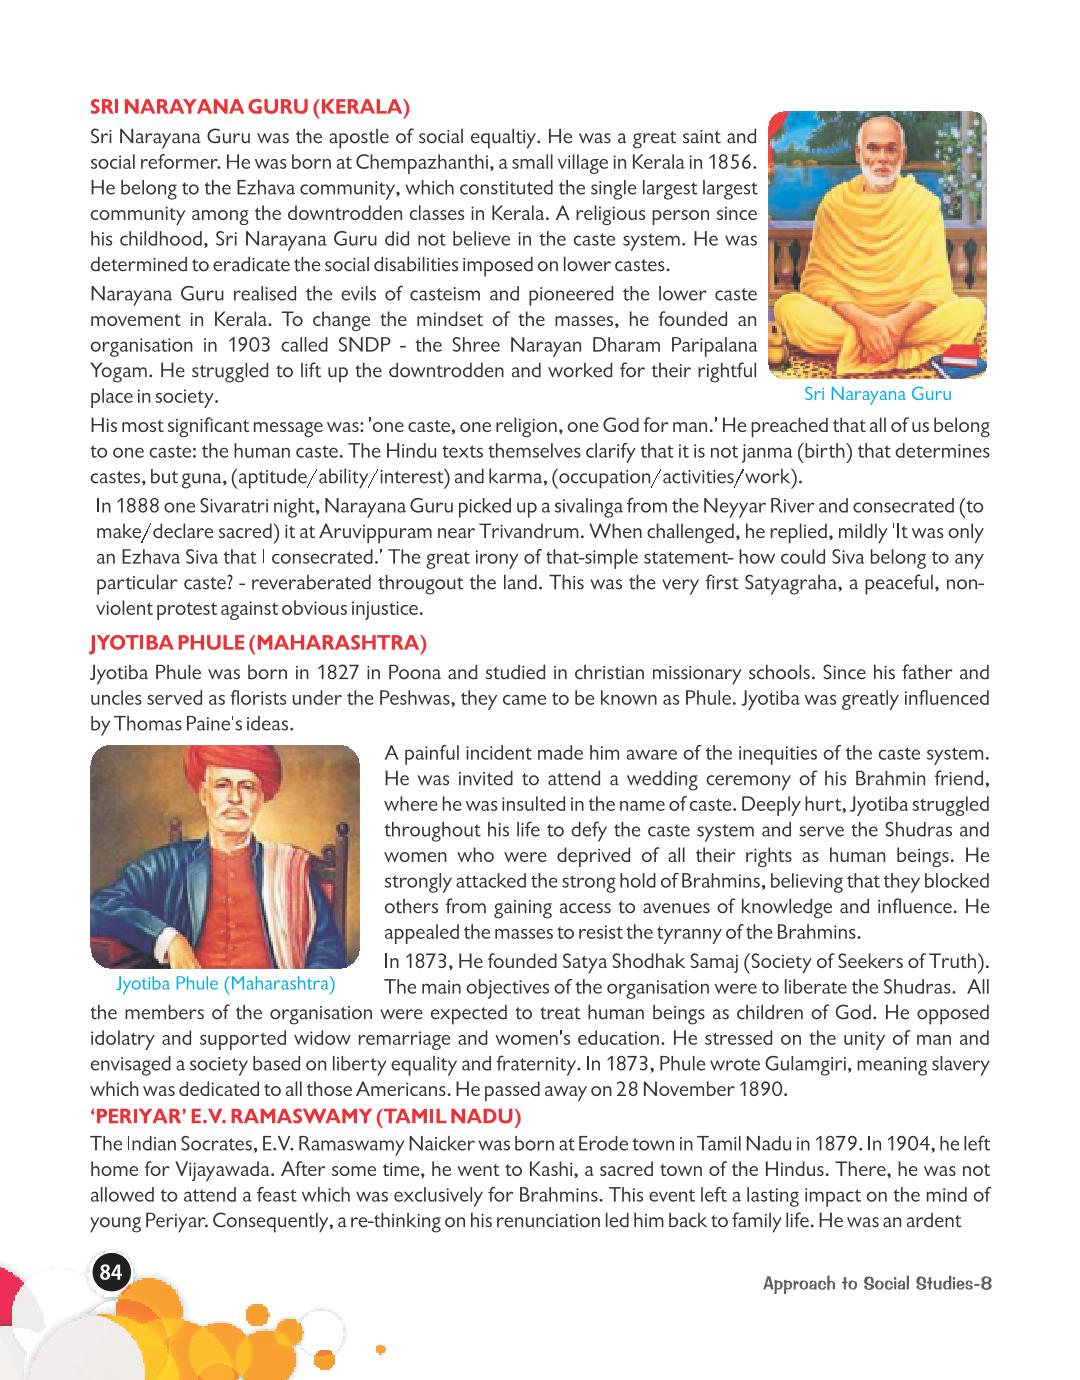 SRI NARAYANA GURU (KERALA)
Sri Narayana Guru was the apostle of social equaltiy. He was a great saint and
social reformer. He was born at Chempazhanthi, a small village in Kerala in 1856.
He belong to the Ezhava community, which constituted the single largest largest
community among the downtrodden classes in Kerala. A religious person since
his childhood, Sri Narayana Guru did not believe in the caste system. He was
determined to eradicate the social disabilities imposed on lower castes.
Narayana Guru realised the evils of casteism and pioneered the lower caste
movement in Kerala. To change the mindset of the masses, he founded an
organisation in 1903 called SNDP - the Shree Narayan Dharam Paripalana
Yogam. He struggled to lift up the downtrodden and worked for their rightful
place in society.
Sri Narayana Guru
His most significant message was: 'one caste, one religion, one God for man.' He preached that all of us belong
to one caste: the human caste. The Hindu texts themselves clarify that it is not janma (birth) that determines
castes, but guna, (aptitude/ability/interest) and karma, (occupation/activities/work).
In 1888 one Sivaratri night, Narayana Guru picked up a sivalinga from the Neyyar River and consecrated (to
make/declare sacred) it at Aruvippuram near Trivandrum. When challenged, he replied, mildly 'It was only
an Ezhava Siva that I consecrated.' The great irony of that-simple statement- how could Siva belong to any
particular caste? - reveraberated througout the land. This was the very first Satyagraha, a peaceful, non-
violent protest against obvious injustice.
JYOTIBA PHULE (MAHARASHTRA)
Jyotiba Phule was born in 1827 in Poona and studied in christian missionary schools. Since his father and
uncles served as florists under the Peshwas, they came to be known as Phule. Jyotiba was greatly influenced
by Thomas Paine's ideas.
A painful incident made him aware of the inequities of the caste system.
He was invited to attend a wedding ceremony of his Brahmin friend,
where he was insulted in the name of caste. Deeply hurt, Jyotiba struggled
throughout his life to defy the caste system and serve the Shudras and
women who were deprived of all their rights as human beings. He
strongly attacked the strong hold of Brahmins, believing that they blocked
others from gaining access to avenues of knowledge and influence. He
appealed the masses to resist the tyranny of the Brahmins.
Jyotiba Phule (Maharashtra)
In 1873, He founded Satya Shodhak Samaj (Society of Seekers of Truth).
The main objectives of the organisation were to liberate the Shudras. All
the members of the organisation were expected to treat human beings as children of God. He opposed
idolatry and supported widow remarriage and women's education. He stressed on the unity of man and
envisaged a society based on liberty equality and fraternity. In 1873, Phule wrote Gulamgiri, meaning slavery
which was dedicated to all those Americans. He passed away on 28 November 1890.
‘PERIYAR’ E.V. RAMASWAMY (TAMIL NADU)
The Indian Socrates, E.V. Ramaswamy Naicker was born at Erode town in Tamil Nadu in 1879. In 1904, he left
home for Vijayawada. After some time, he went to Kashi, a sacred town of the Hindus. There, he was not
allowed to attend a feast which was exclusively for Brahmins. This event left a lasting impact on the mind of
young Periyar. Consequently, a re-thinking on his renunciation led him back to family life. He was an ardent
84
Approach to Social Studies-8